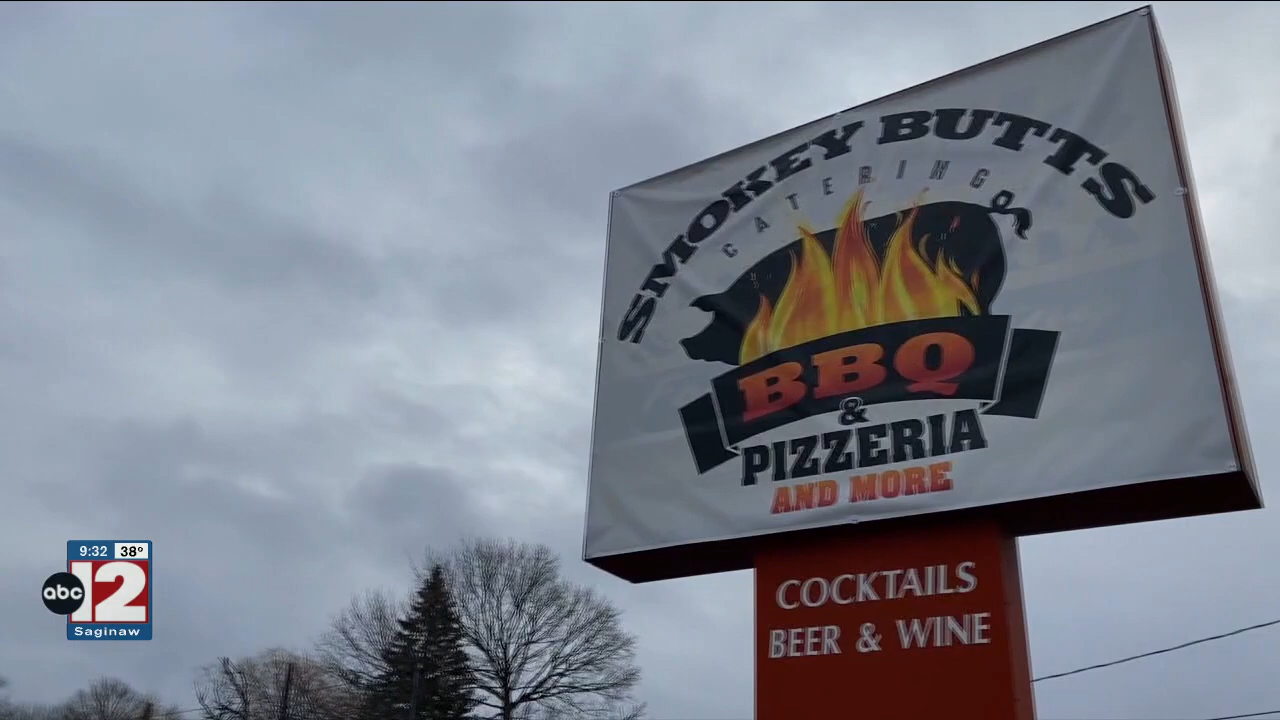 SMOKEY BUTTS
CATERING
BBQ
&
PIZZERIA
AND MORE
COCKTAILS
BEER & WINE
9:32 38°
abc 12
Saginaw